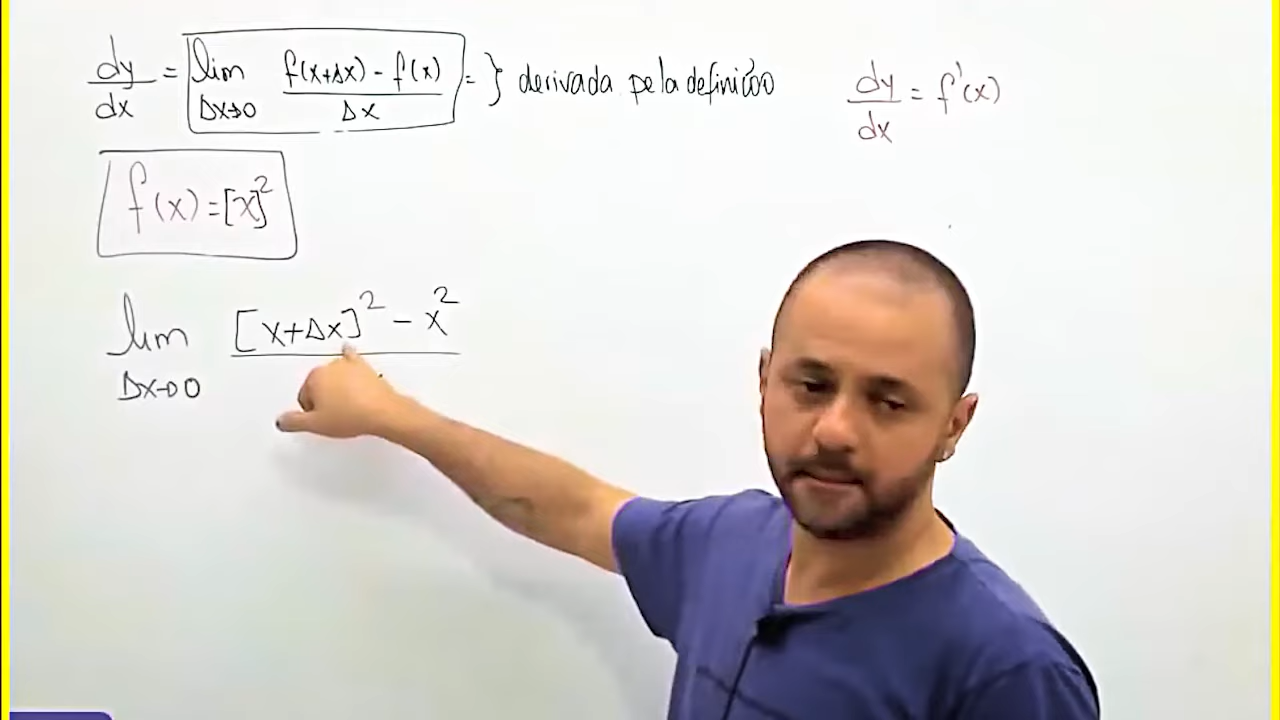 dy/dx = lim Δx→0 f(x+Δx) - f(x) / Δx = } derivada pela definição
dy/dx = f'(x)
f(x) = [x]²
lim Δx→0 [x+Δx]² - x²